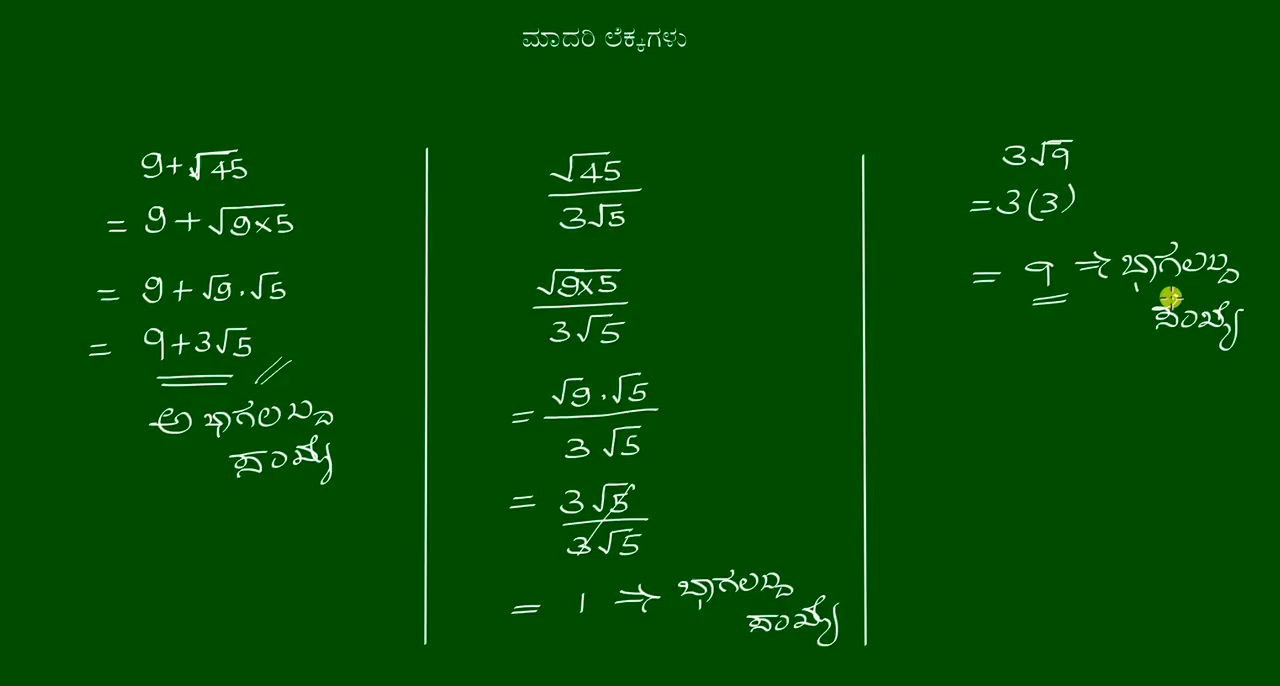 ಮಾದರಿ ಲೆಕ್ಕಗಳು
9+√45
= 9+√9×5
= 9+√9.√5
= 9+3√5
ಅ ಭಾಗಲಬ್ದ
ಸಂಖ್ಯೆ
√45
3√5
√9×5
3√5
= √9.√5
3√5
= 3√5
3√5
= 1 ⇒ ಭಾಗಲಬ್ದ
ಸಂಖ್ಯೆ
3√9
=3(3)
= 9 ⇒ ಭಾಗಲಬ್ದ
ಸಂಖ್ಯೆ